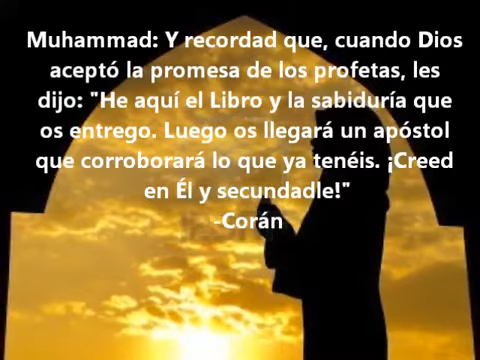 Muhammad: Y recordad que, cuando Dios
aceptó la promesa de los profetas, les
dijo: "He aquí el Libro y la sabiduría que
os entrego. Luego os llegará un apóstol
que corroborará lo que ya tenéis. ¡Creed
en Él y secundadle!"
-Corán